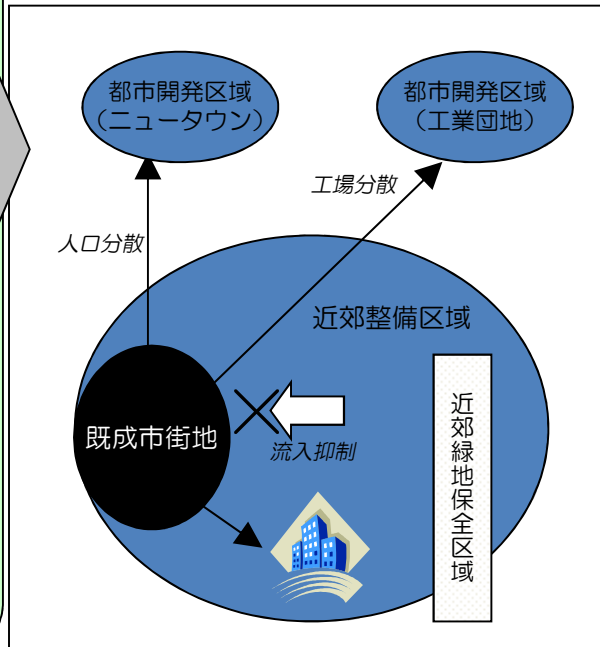 都市開発区域
（ニュータウン）
都市開発区域
（工業団地）
工場分散
人口分散
近郊整備区域
既成市街地
流入抑制
近郊緑地保全区域